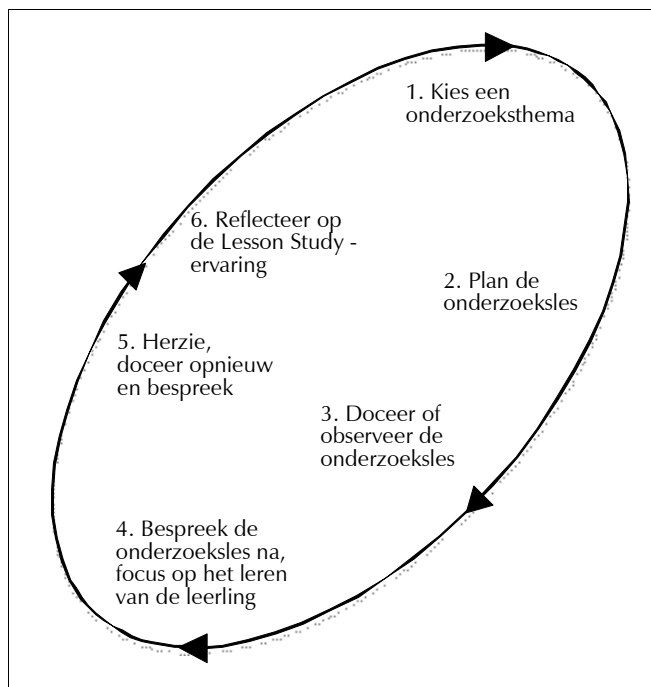 1. Kies een
onderzoeksthema
2. Plan de
onderzoeksles
3. Doceer of
observeer de
onderzoeksles
4. Bespreek de
onderzoeksles na,
focus op het leren
van de leerling
5. Herzie,
doceer opnieuw
en bespreek
6. Reflecteer op
de Lesson Study -
ervaring